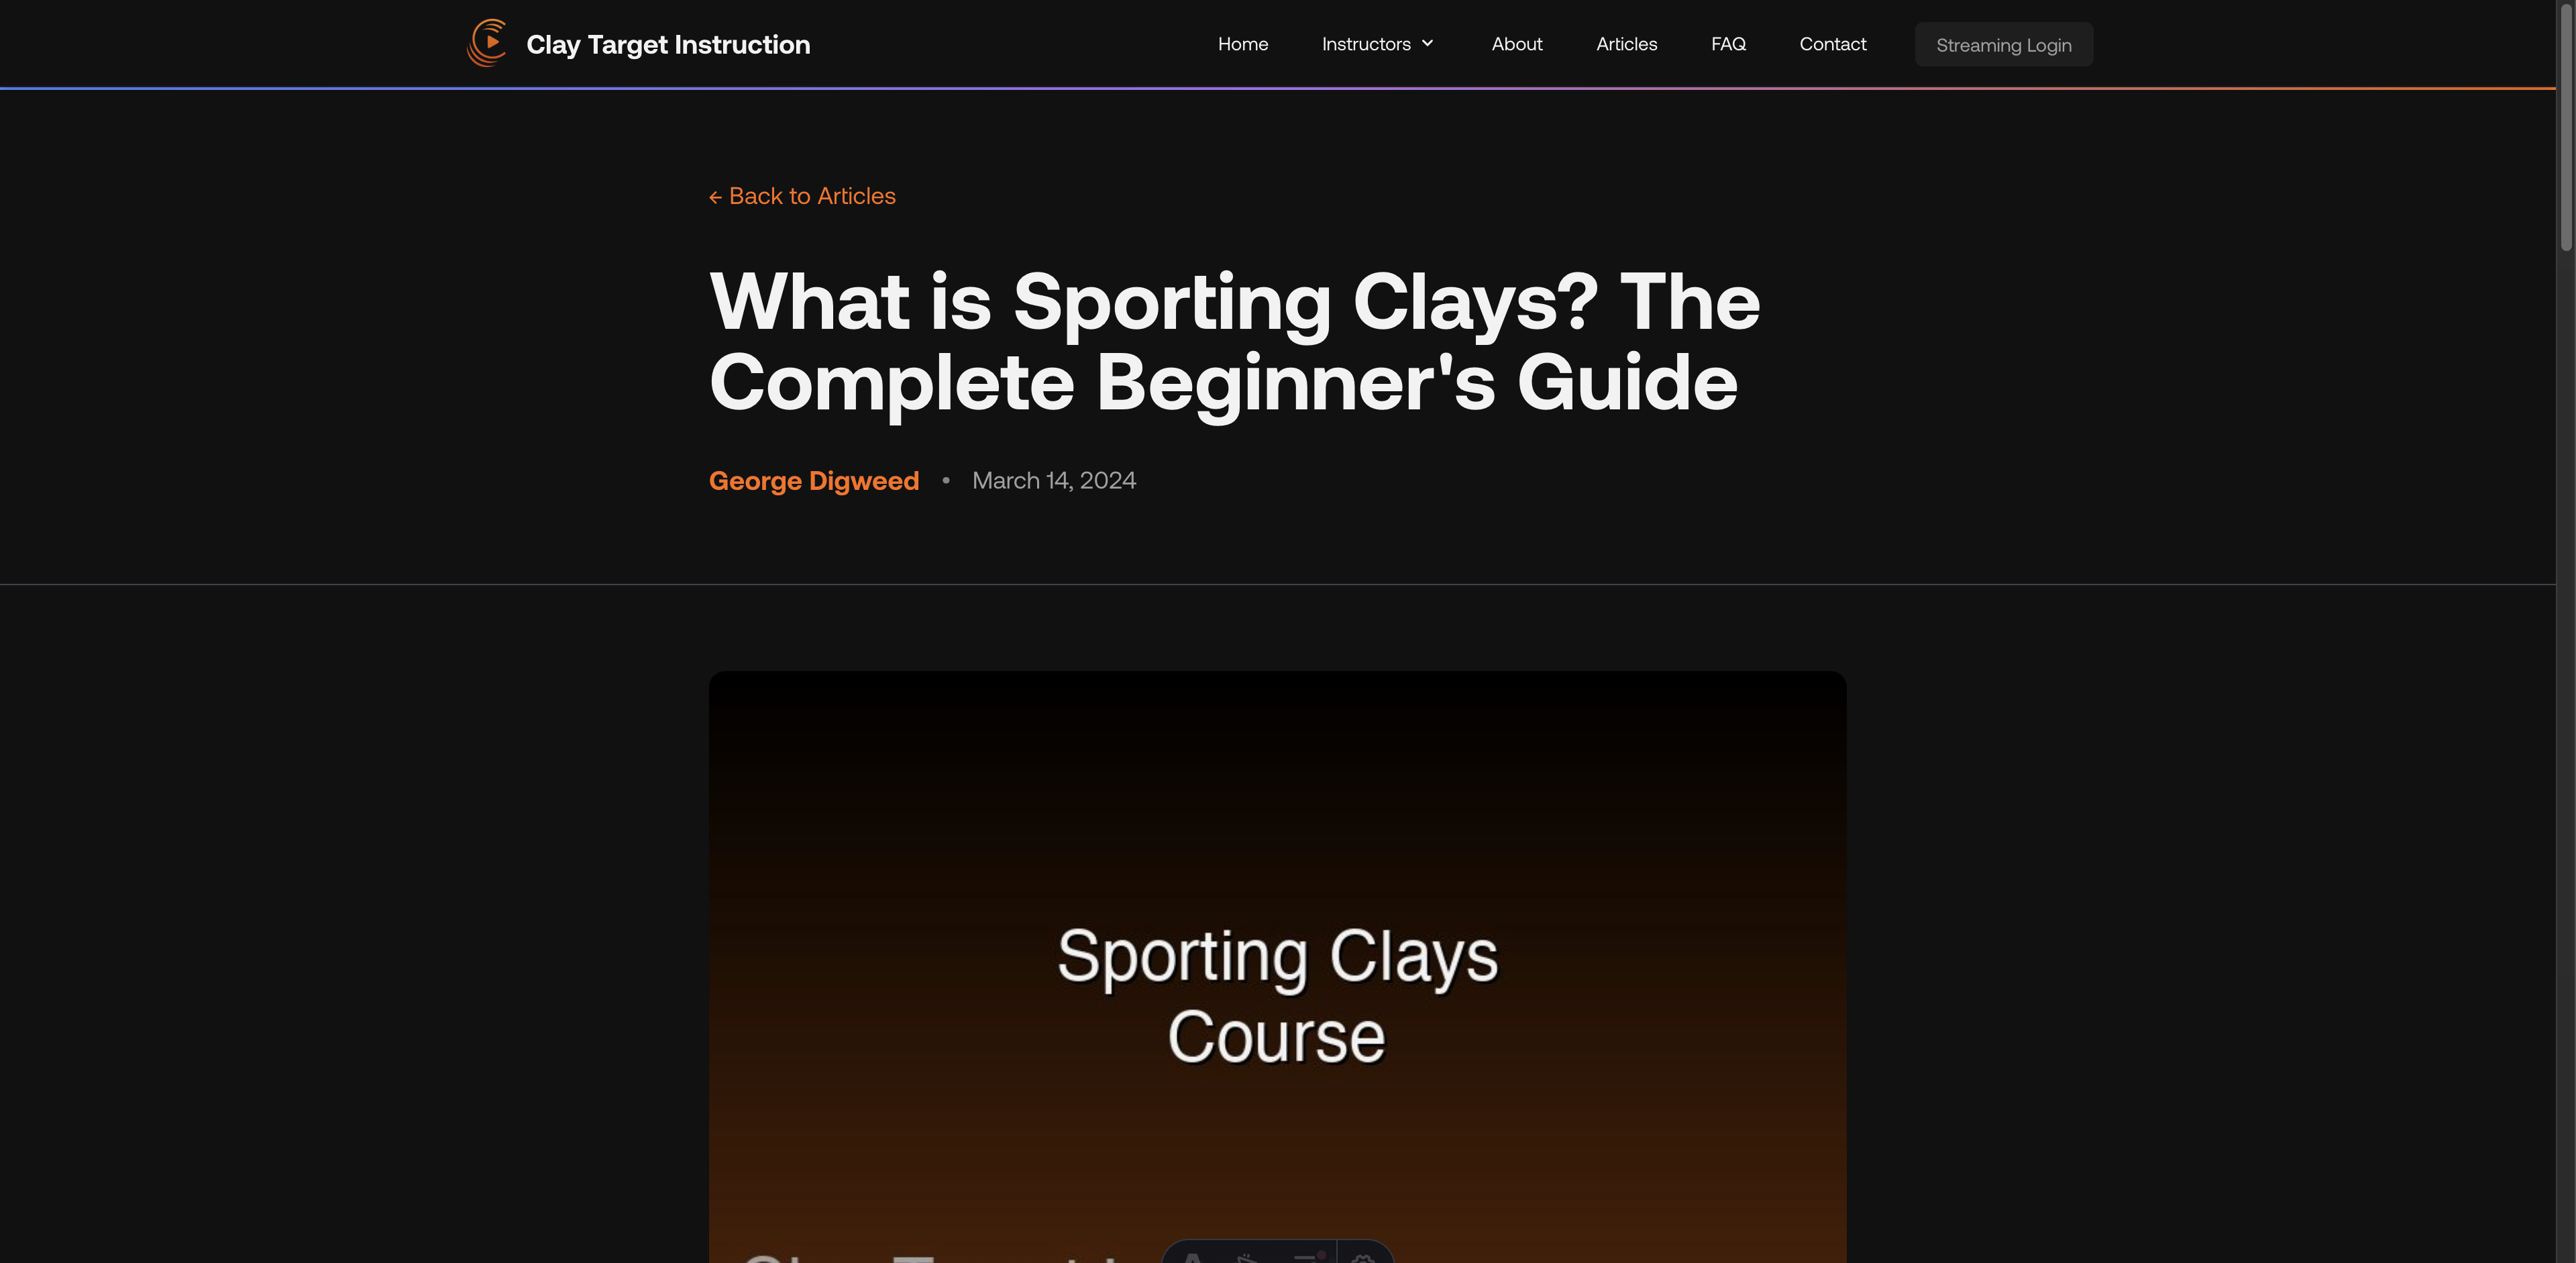 Clay Target Instruction
Home Instructors About Articles FAQ Contact Streaming Login
← Back to Articles
What is Sporting Clays? The
Complete Beginner's Guide
George Digweed • March 14, 2024
Sporting Clays
Course